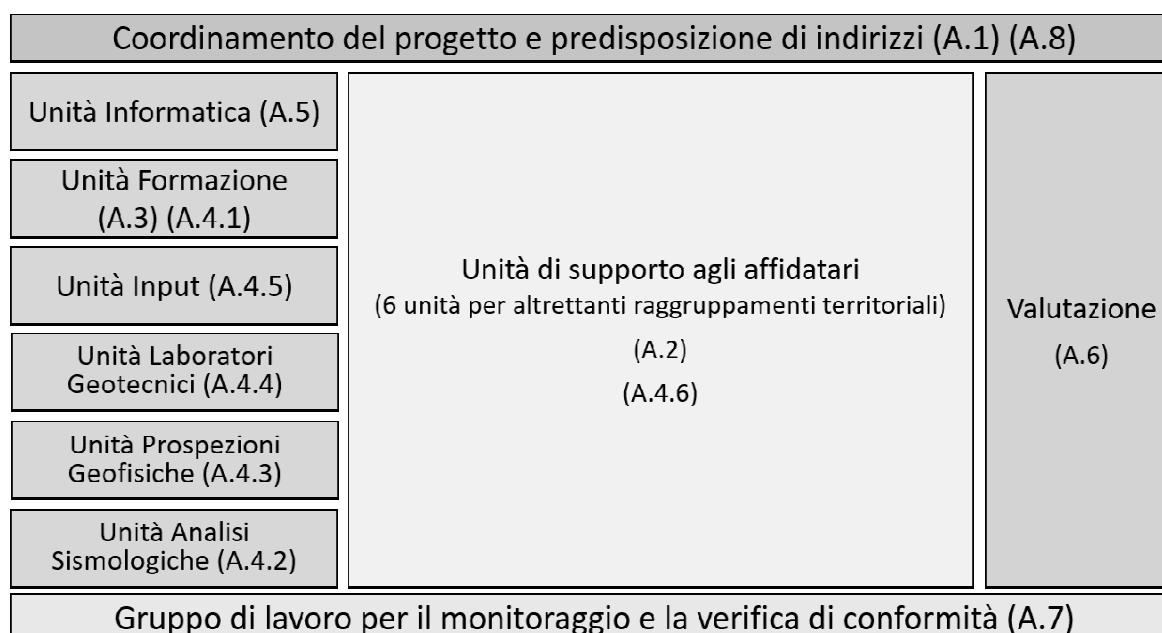 Coordinamento del progetto e predisposizione di indirizzi (A.1) (A.8)
Unità Informatica (A.5)
Unità Formazione
(A.3) (A.4.1)
Unità Input (A.4.5)
Unità Laboratori
Geotecnici (A.4.4)
Unità Prospezioni
Geofisiche (A.4.3)
Unità Analisi
Sismologiche (A.4.2)
Unità di supporto agli affidatari
(6 unità per altrettanti raggruppamenti territoriali)
(A.2)
(A.4.6)
Valutazione
(A.6)
Gruppo di lavoro per il monitoraggio e la verifica di conformità (A.7)